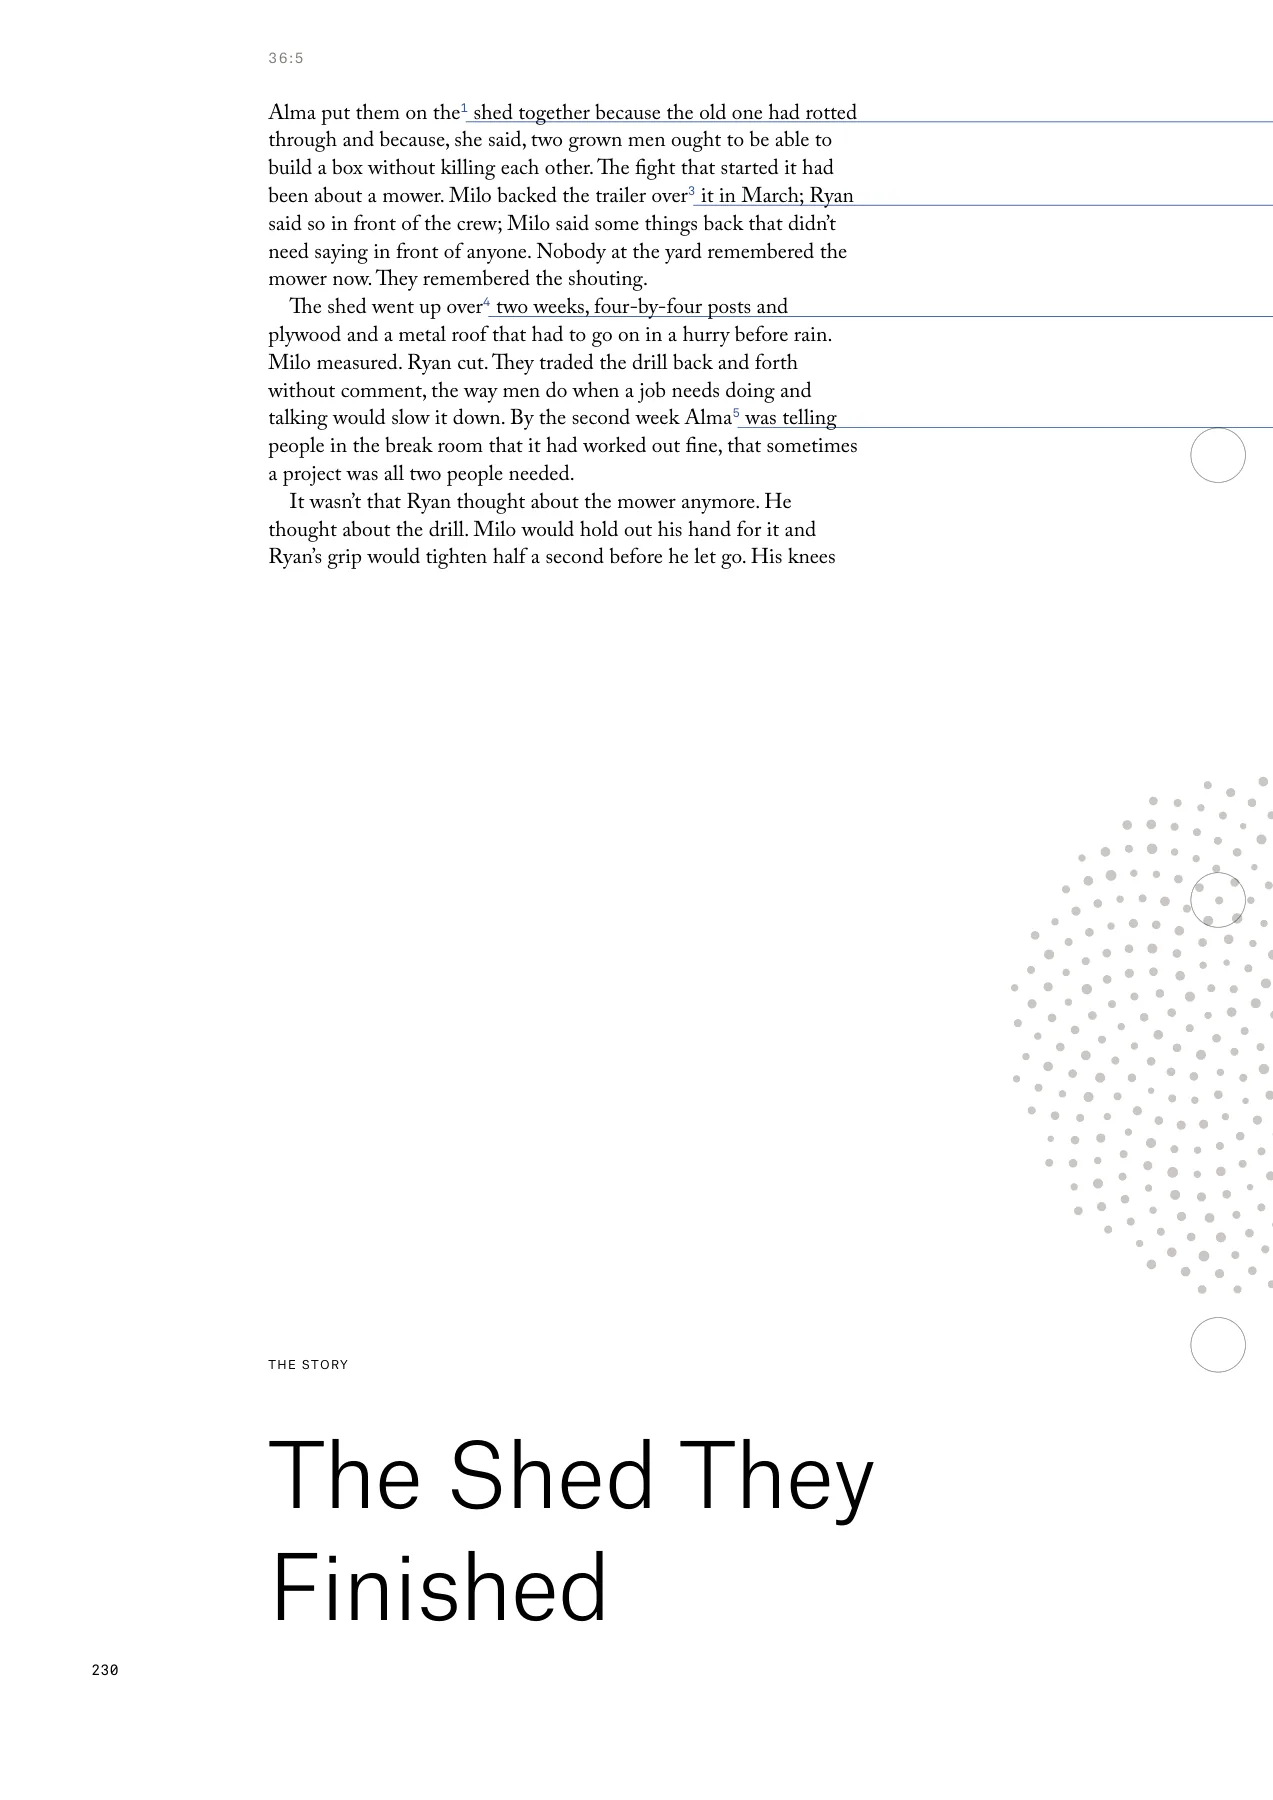 36:5
Alma put them on the¹ shed together because the old one had rotted
through and because, she said, two grown men ought to be able to
build a box without killing each other. The fight that started it had
been about a mower. Milo backed the trailer over³ it in March; Ryan
said so in front of the crew; Milo said some things back that didn’t
need saying in front of anyone. Nobody at the yard remembered the
mower now. They remembered the shouting.
The shed went up over⁴ two weeks, four-by-four posts and
plywood and a metal roof that had to go on in a hurry before rain.
Milo measured. Ryan cut. They traded the drill back and forth
without comment, the way men do when a job needs doing and
talking would slow it down. By the second week Alma⁵ was telling
people in the break room that it had worked out fine, that sometimes
a project was all two people needed.
It wasn’t that Ryan thought about the mower anymore. He
thought about the drill. Milo would hold out his hand for it and
Ryan’s grip would tighten half a second before he let go. His knees
THE STORY
The Shed They
Finished
230